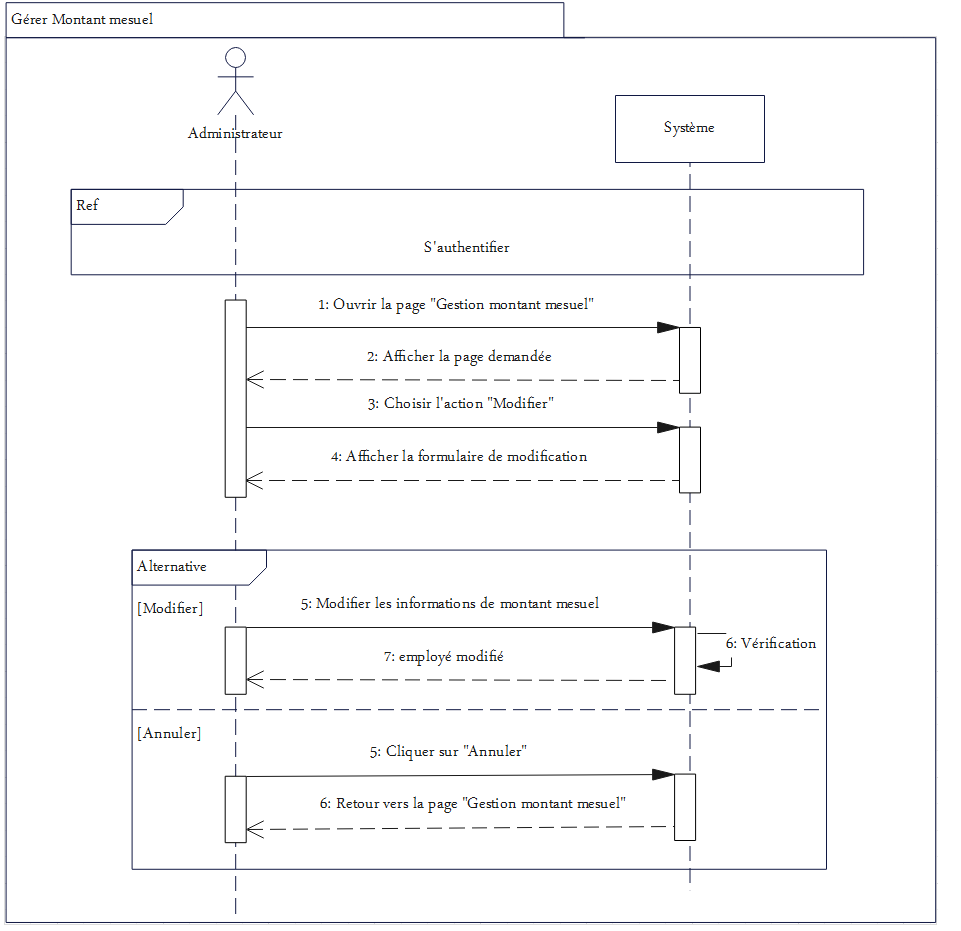 Gérer Montant mesuel
Administrateur
Système
Ref
S'authentifier
1: Ouvrir la page "Gestion montant mesuel"
2: Afficher la page demandée
3: Choisir l'action "Modifier"
4: Afficher la formulaire de modification
Alternative
[Modifier]
5: Modifier les informations de montant mesuel
6: Vérification
7: employé modifié
[Annuler]
5: Cliquer sur "Annuler"
6: Retour vers la page "Gestion montant mesuel"